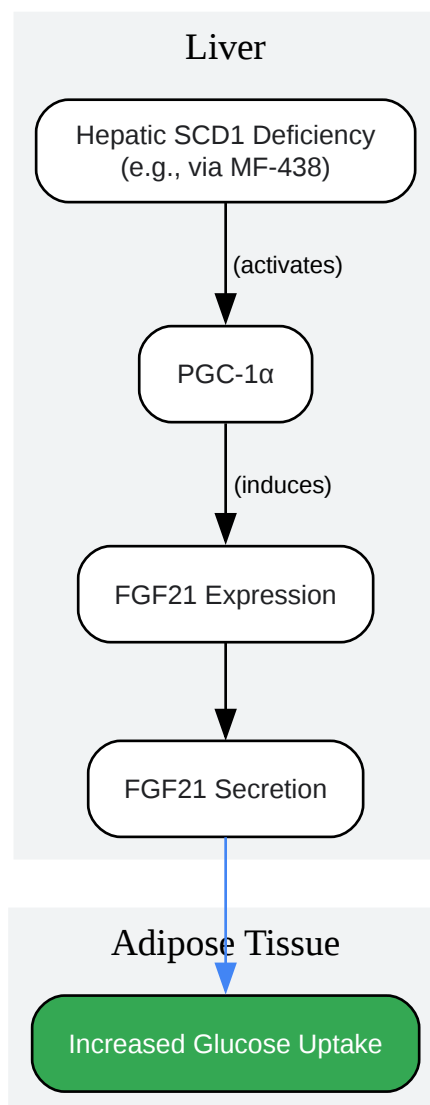 Liver
Hepatic SCD1 Deficiency
(e.g., via MF-438)
(activates)
PGC-1α
(induces)
FGF21 Expression
FGF21 Secretion
Adipose Tissue
Increased Glucose Uptake